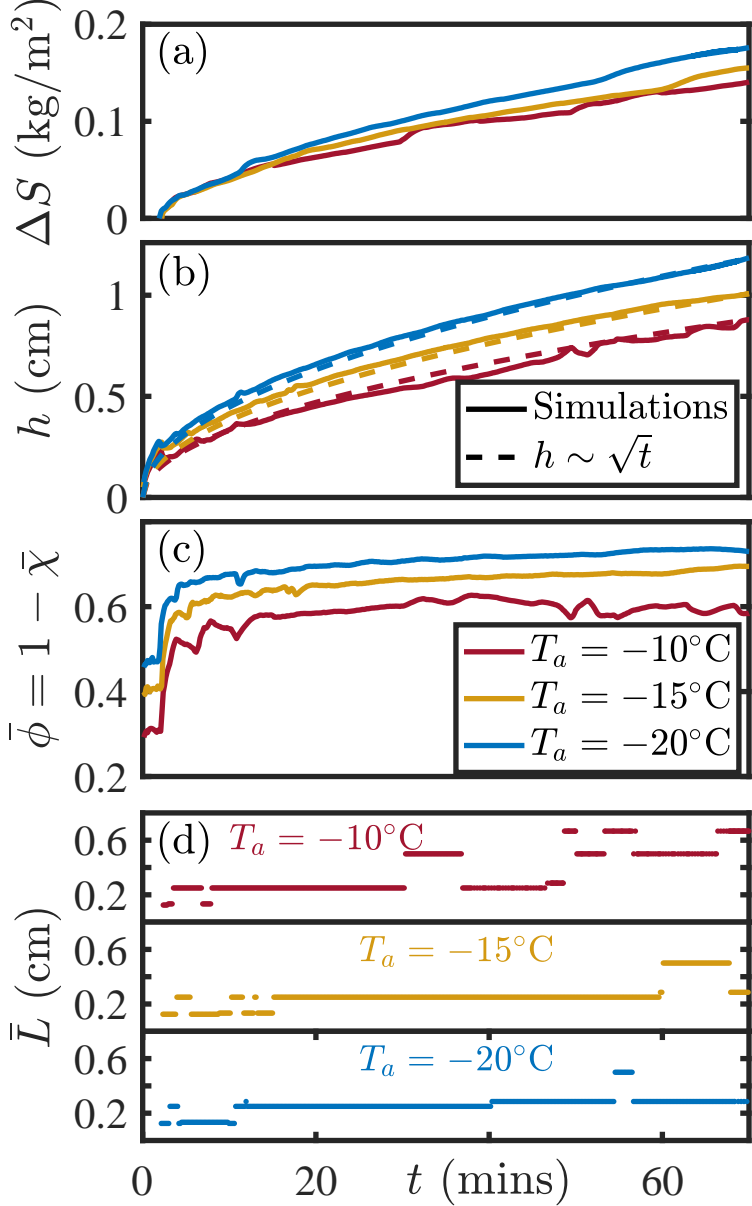 (a)
ΔS (kg/m²)
0.2
0.1
0
(b)
h (cm)
1
0.5
0
Simulations
h ∼ √t
(c)
ϕ̄ = 1 − χ̄
0.6
0.4
0.2
T_a = −10°C
T_a = −15°C
T_a = −20°C
(d)
T_a = −10°C
0.6
0.2
T_a = −15°C
0.6
0.2
L̿ (cm)
T_a = −20°C
0.6
0.2
0 20 60
t (mins)